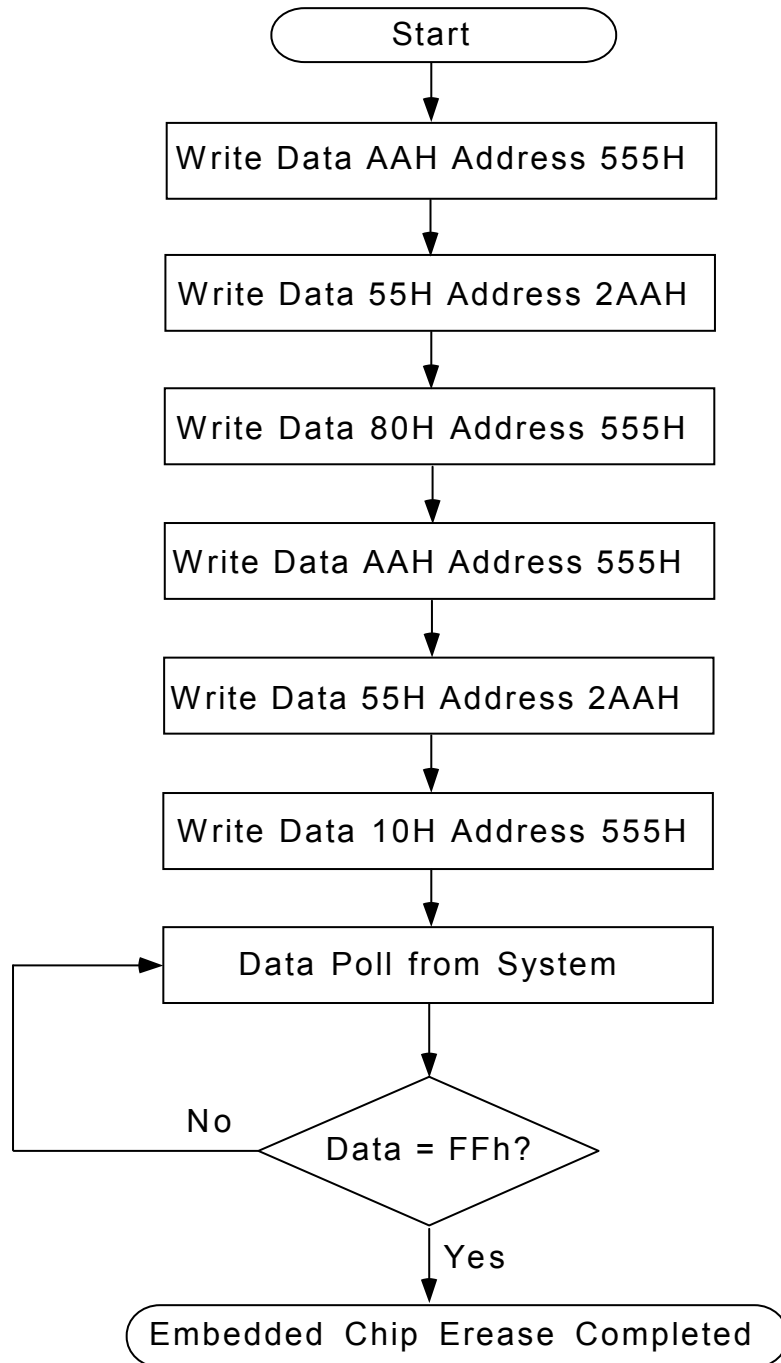 Start
Write Data AAH Address 555H
Write Data 55H Address 2AAH
Write Data 80H Address 555H
Write Data AAH Address 555H
Write Data 55H Address 2AAH
Write Data 10H Address 555H
Data Poll from System
No
Data = FFh?
Yes
Embedded Chip Erease Completed